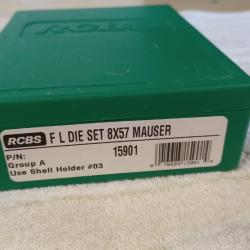 RCBS
RCBS F L DIE SET 8X57 MAUSER
P/N: 15901
Group A
Use Shell Holder #03